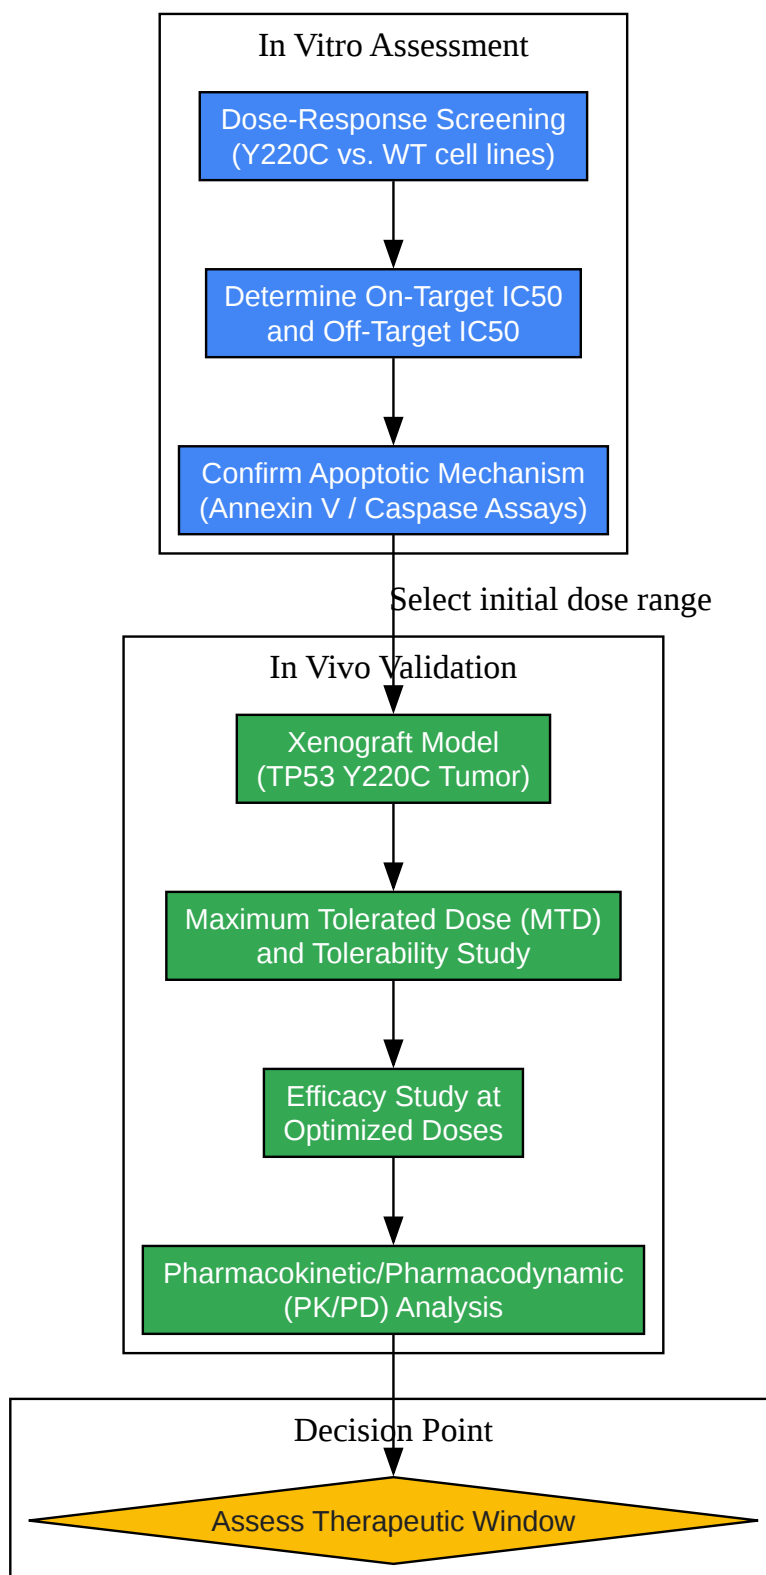 In Vitro Assessment
Dose-Response Screening
(Y220C vs. WT cell lines)
Determine On-Target IC50
and Off-Target IC50
Confirm Apoptotic Mechanism
(Annexin V / Caspase Assays)
Select initial dose range
In Vivo Validation
Xenograft Model
(TP53 Y220C Tumor)
Maximum Tolerated Dose (MTD)
and Tolerability Study
Efficacy Study at
Optimized Doses
Pharmacokinetic/Pharmacodynamic
(PK/PD) Analysis
Decision Point
Assess Therapeutic Window